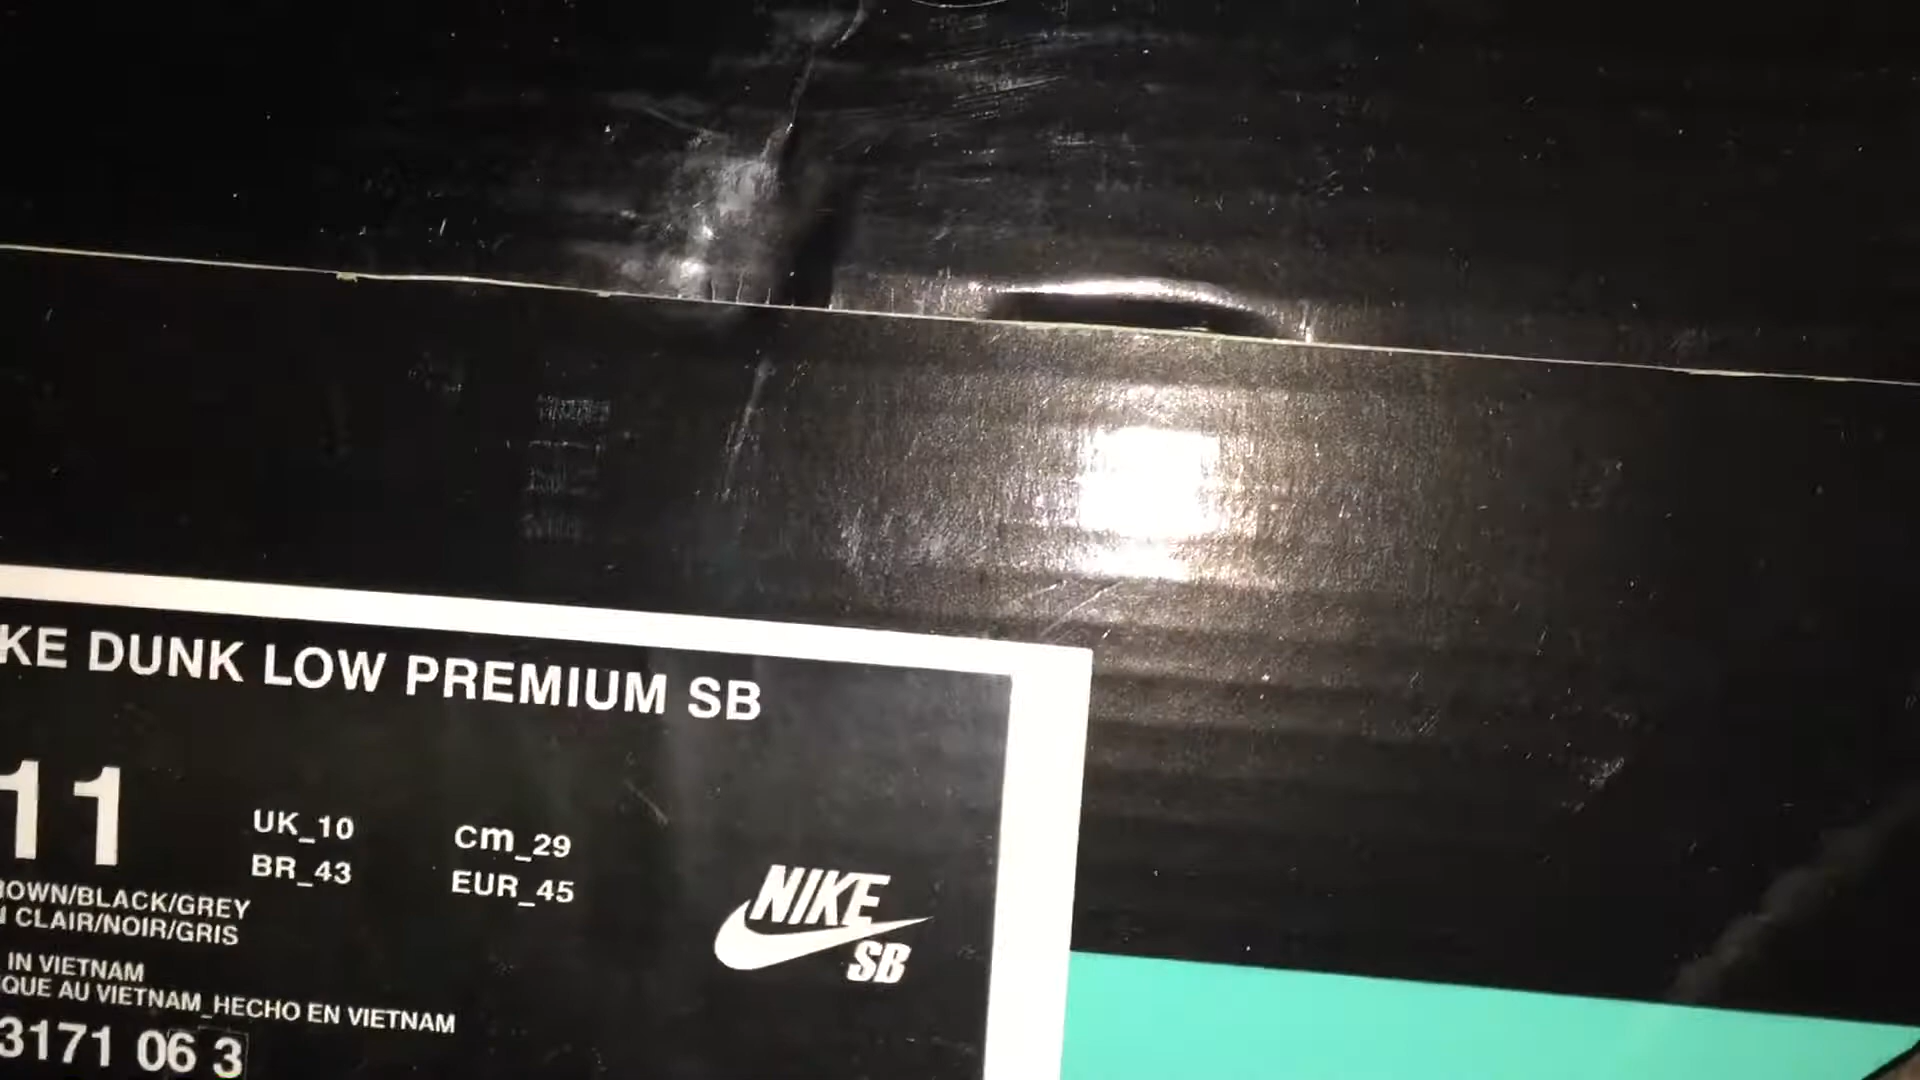 KE DUNK LOW PREMIUM SB
11
UK_10
cm_29
BR_43
EUR_45
OWN/BLACK/GREY
CLAIR/NOIR/GRIS
NIKE
SB
IN VIETNAM
QUE AU VIETNAM_HECHO EN VIETNAM
3171 06 3